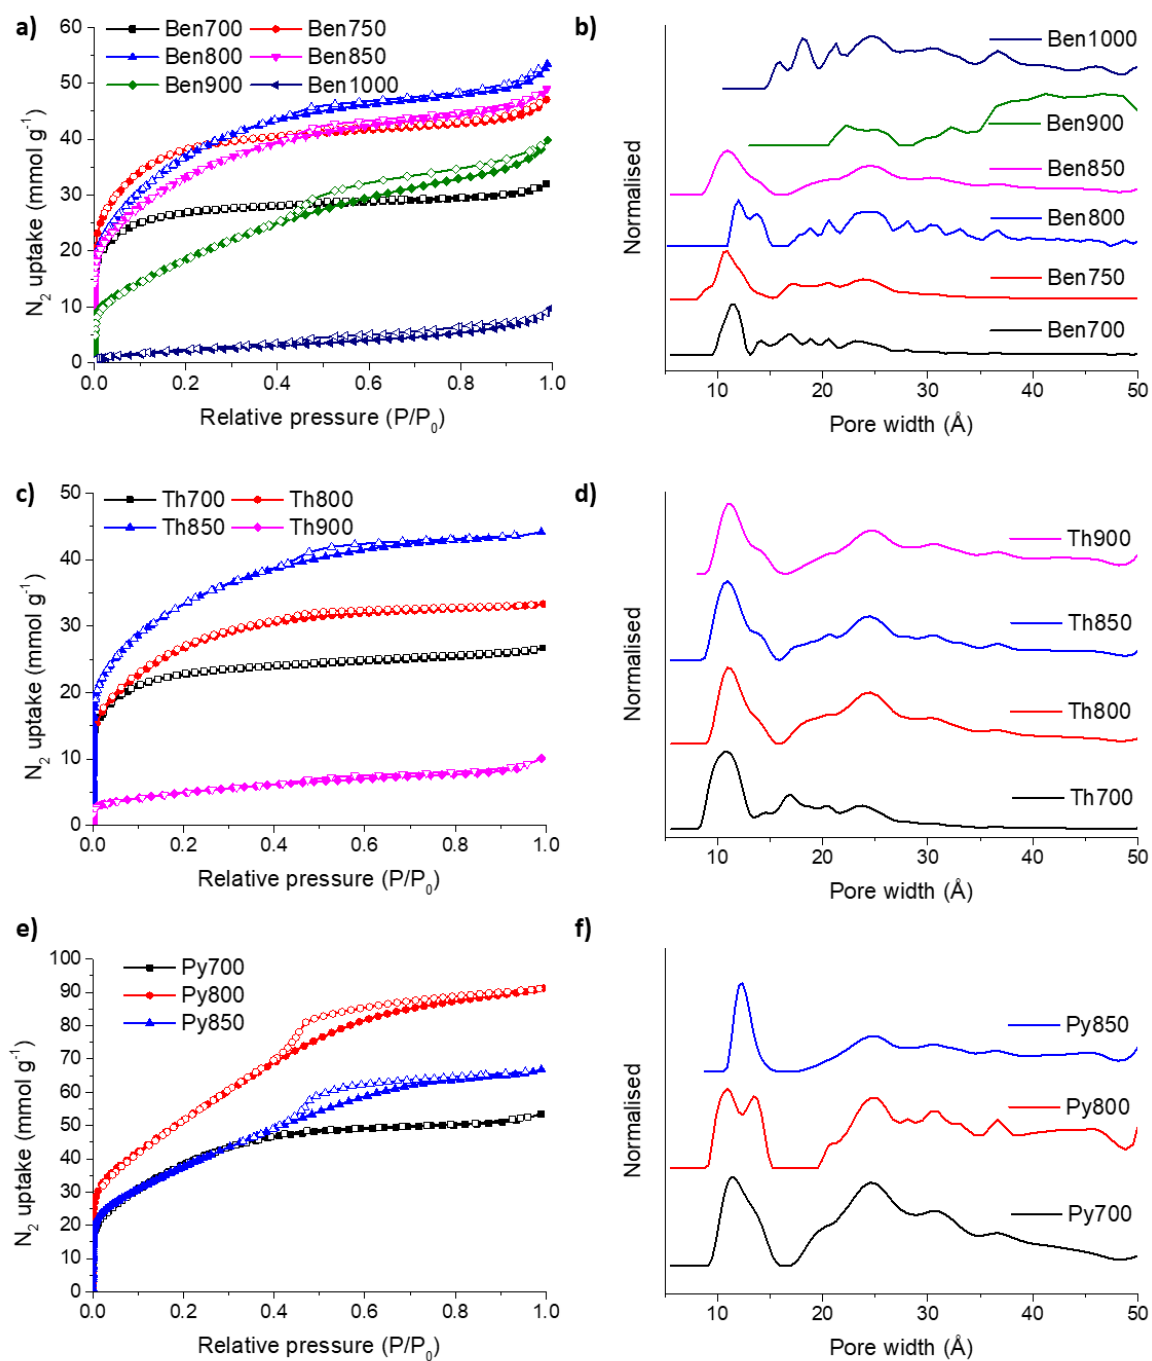 a)
60
50
40
30
20
10
0
N2 uptake (mmol g-1)
Ben700 Ben750
Ben800 Ben850
Ben900 Ben1000
0.0 0.2 0.4 0.6 0.8 1.0
Relative pressure (P/P0)
b)
Normalised
Ben1000
Ben900
Ben850
Ben800
Ben750
Ben700
10 20 30 40 50
Pore width (Å)
c)
50
40
30
20
10
0
N2 uptake (mmol g-1)
Th700 Th800
Th850 Th900
0.0 0.2 0.4 0.6 0.8 1.0
Relative pressure (P/P0)
d)
Normalised
Th900
Th850
Th800
Th700
10 20 30 40 50
Pore width (Å)
e)
100
90
80
70
60
50
40
30
20
10
0
N2 uptake (mmol g-1)
Py700
Py800
Py850
0.0 0.2 0.4 0.6 0.8 1.0
Relative pressure (P/P0)
f)
Normalised
Py850
Py800
Py700
10 20 30 40 50
Pore width (Å)